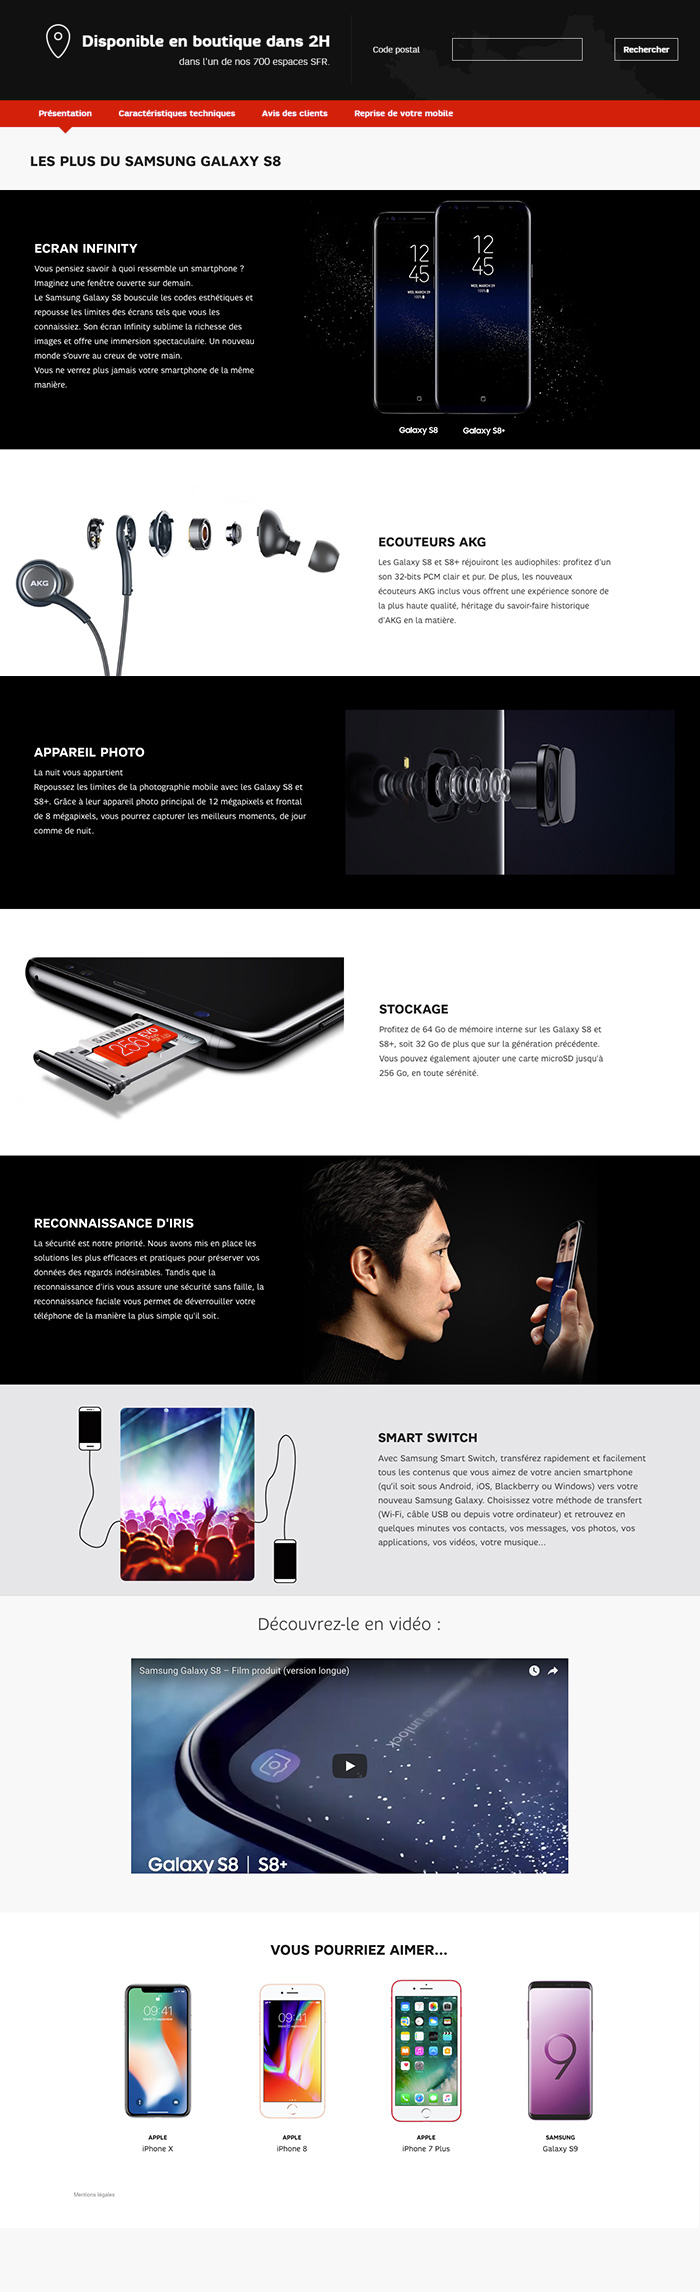 Disponible en boutique dans 2H
dans l'un de nos 700 espaces SFR.
Code postal
Rechercher
Présentation
Caractéristiques techniques
Avis des clients
Reprise de votre mobile
LES PLUS DU SAMSUNG GALAXY S8
ECRAN INFINITY
Vous pensiez savoir à quoi ressemble un smartphone ?
Imaginez une fenêtre ouverte sur demain.
Le Samsung Galaxy S8 bouscule les codes esthétiques et
repousse les limites des écrans tels que vous les
connaissiez. Son écran Infinity sublime la richesse des
images et offre une immersion spectaculaire. Un nouveau
monde s'ouvre au creux de votre main.
Vous ne verrez plus jamais votre smartphone de la même
manière.
12
45
WED, MARCH 29
100%
12
45
WED, MARCH 29
100%
Galaxy S8
Galaxy S8+
AKG
ECOUTEURS AKG
Les Galaxy S8 et S8+ réjouiront les audiophiles: profitez d'un
son 32-bits PCM clair et pur. De plus, les nouveaux
écouteurs AKG inclus vous offrent une expérience sonore de
la plus haute qualité, héritage du savoir-faire historique
d'AKG en la matière.
APPAREIL PHOTO
La nuit vous appartient
Repoussez les limites de la photographie mobile avec les Galaxy S8 et
S8+. Grâce à leur appareil photo principal de 12 mégapixels et frontal
de 8 mégapixels, vous pourrez capturer les meilleurs moments, de jour
comme de nuit.
SAMSUNG
256 EVO
STOCKAGE
Profitez de 64 Go de mémoire interne sur les Galaxy S8 et
S8+, soit 32 Go de plus que sur la génération précédente.
Vous pouvez également ajouter une carte microSD jusqu'à
256 Go, en toute sérénité.
RECONNAISSANCE D'IRIS
La sécurité est notre priorité. Nous avons mis en place les
solutions les plus efficaces et pratiques pour préserver vos
données des regards indésirables. Tandis que la
reconnaissance d'iris vous assure une sécurité sans faille, la
reconnaissance faciale vous permet de déverrouiller votre
téléphone de la manière la plus simple qu'il soit.
SMART SWITCH
Avec Samsung Smart Switch, transférez rapidement et facilement
tous les contenus que vous aimez de votre ancien smartphone
(qu'il soit sous Android, iOS, Blackberry ou Windows) vers votre
nouveau Samsung Galaxy. Choisissez votre méthode de transfert
(Wi-Fi, câble USB ou depuis votre ordinateur) et retrouvez en
quelques minutes vos contacts, vos messages, vos photos, vos
applications, vos vidéos, votre musique...
Découvrez-le en vidéo :
Samsung Galaxy S8 – Film produit (version longue)
to unlock
Galaxy S8 | S8+
VOUS POURRIEZ AIMER...
09:41
09:41
9
APPLE
iPhone X
APPLE
iPhone 8
APPLE
iPhone 7 Plus
SAMSUNG
Galaxy S9
Mentions légales